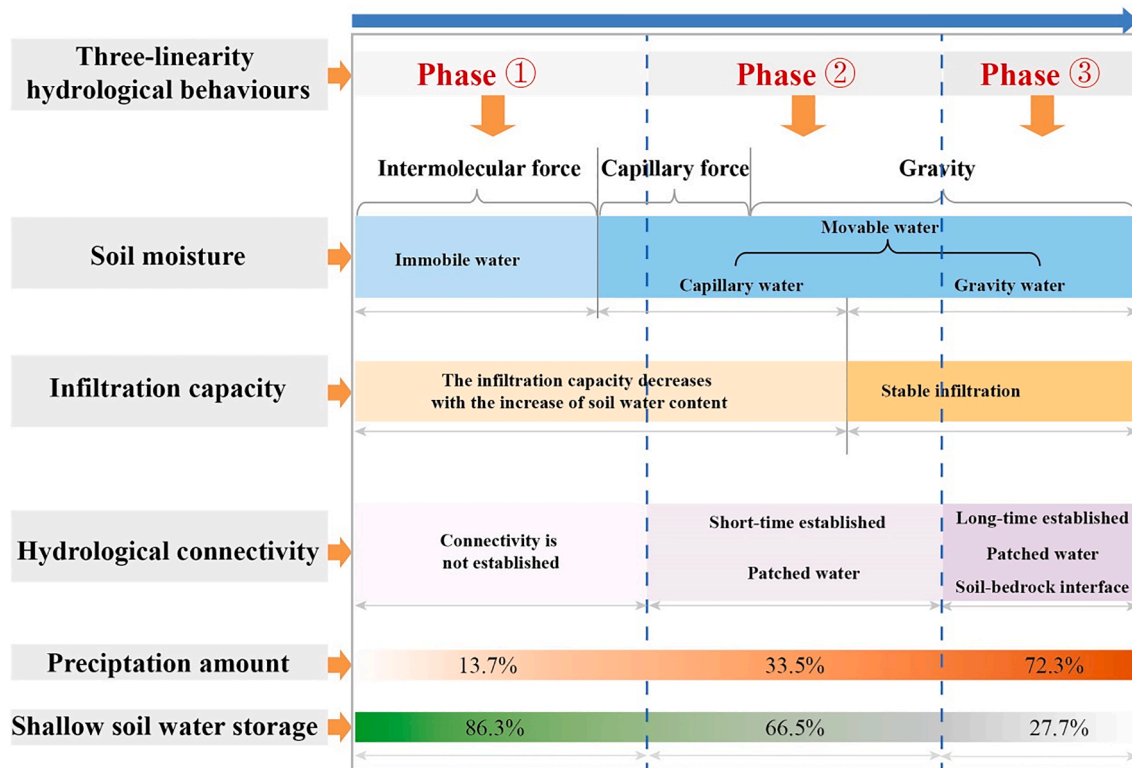 Three-linearity
hydrological behaviours
Phase ①
Phase ②
Phase ③
Intermolecular force
Capillary force
Gravity
Soil moisture
Immobile water
Movable water
Capillary water
Gravity water
Infiltration capacity
The infiltration capacity decreases
with the increase of soil water content
Stable infiltration
Hydrological connectivity
Connectivity is
not established
Short-time established
Patched water
Long-time established
Patched water
Soil-bedrock interface
Preciptation amount
13.7%
33.5%
72.3%
Shallow soil water storage
86.3%
66.5%
27.7%